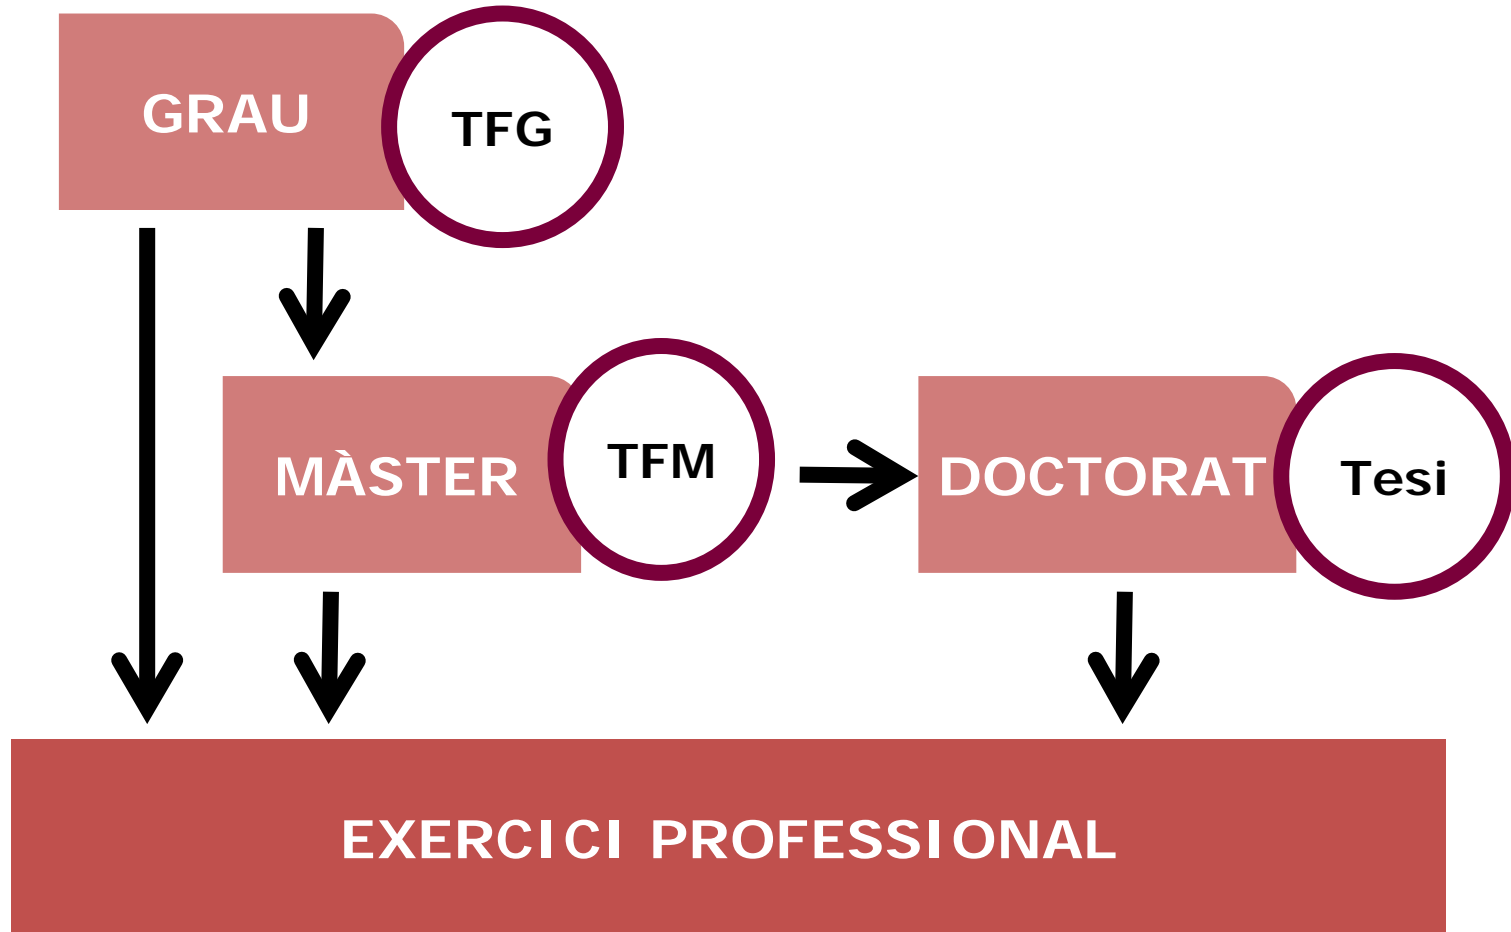 GRAU
TFG
MÀSTER
TFM
DOCTORAT
Tesi
EXERCICI PROFESSIONAL